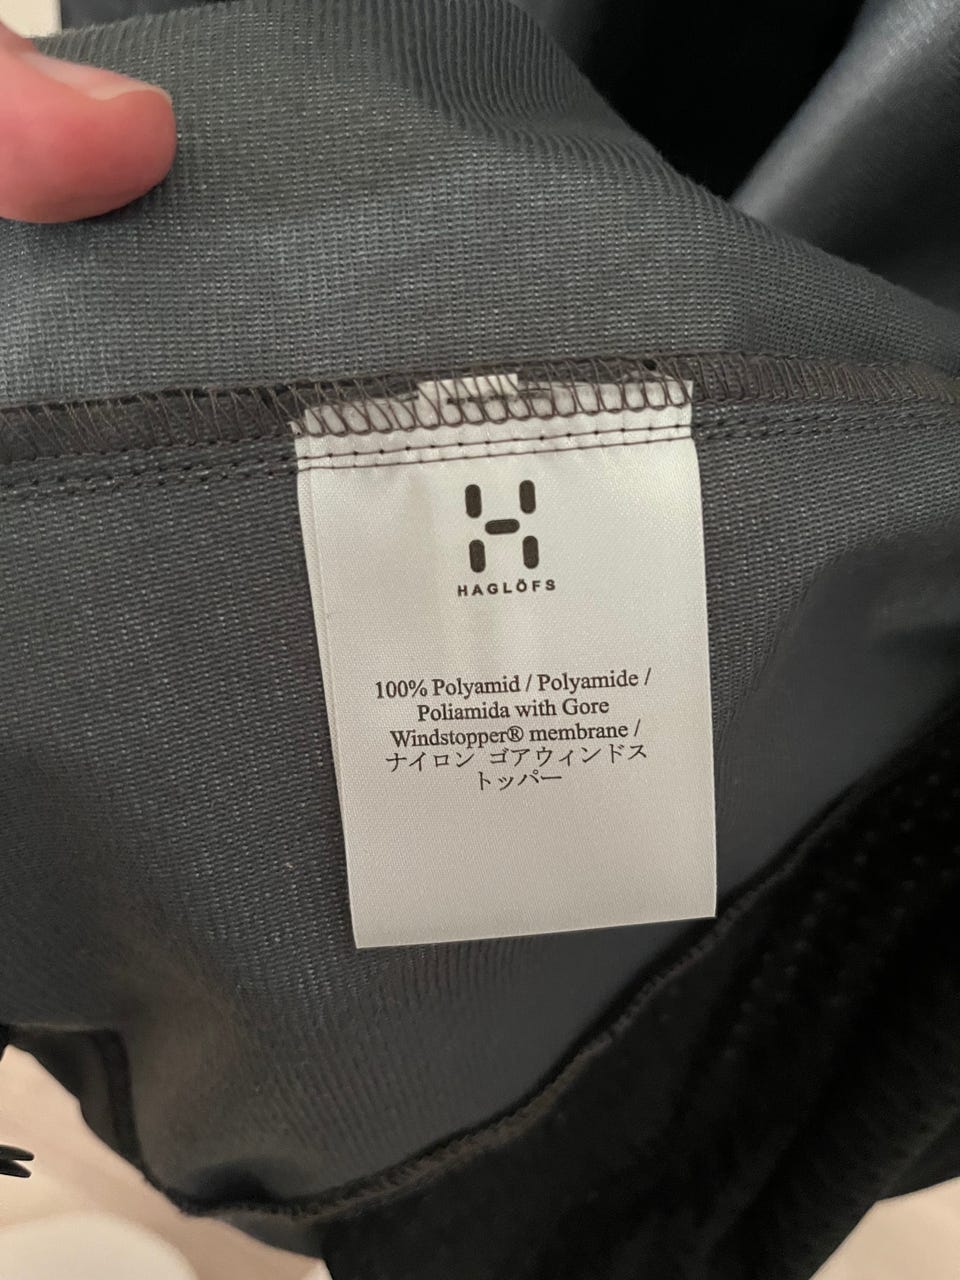 HAGLÖFS
100% Polyamid / Polyamide /
Poliamida with Gore
Windstopper® membrane /
ナイロン ゴアウィンドス
トッパー